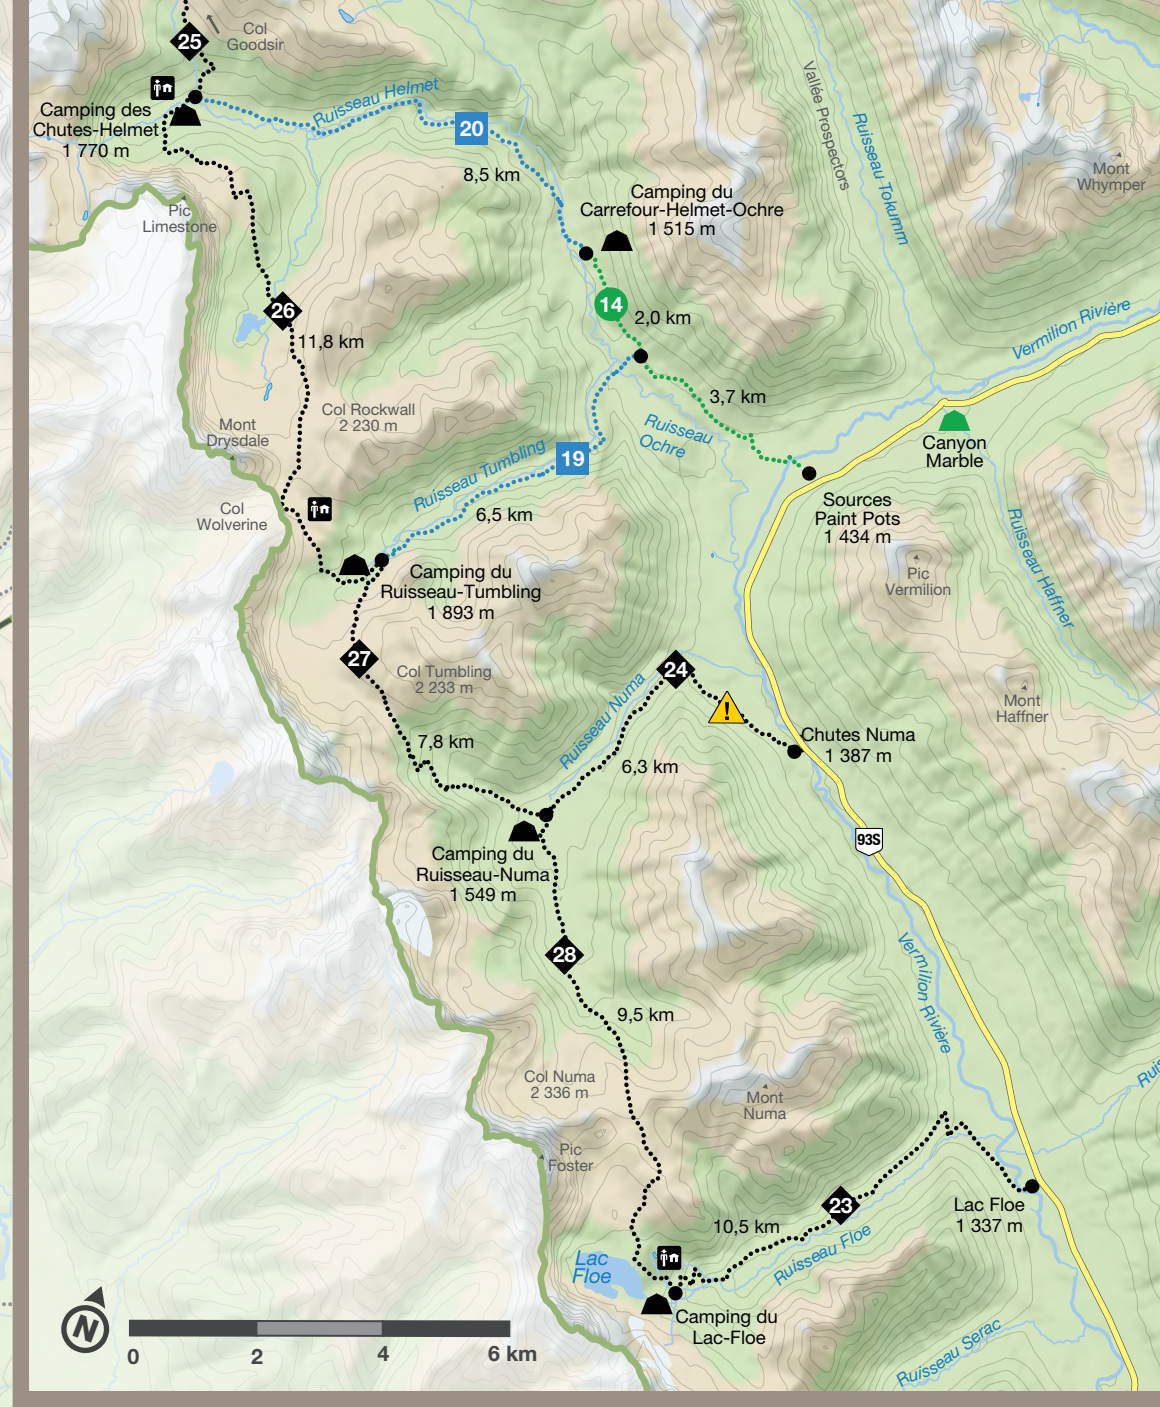 25
Col
Goodsir
Camping des
Chutes-Helmet
1 770 m
Ruisseau Helmet
20
8,5 km
Vallée Prospectors
Ruisseau Tokumm
Mont
Whymper
Pic
Limestone
Camping du
Carrefour-Helmet-Ochre
1 515 m
14
2,0 km
26
11,8 km
Vermilion Rivière
3,7 km
Col Rockwall
2 230 m
Mont
Drysdale
Ruisseau
Ochre
Canyon
Marble
Ruisseau Tumbling
19
6,5 km
Col
Wolverine
Sources
Paint Pots
1 434 m
Ruisseau Haffner
Pic
Vermilion
Camping du
Ruisseau-Tumbling
1 893 m
27
Col Tumbling
2 233 m
24
Mont
Haffner
Ruisseau Numa
!
7,8 km
6,3 km
Chutes Numa
1 387 m
93S
Camping du
Ruisseau-Numa
1 549 m
28
Vermilion Rivière
9,5 km
Col Numa
2 336 m
Mont
Numa
Pic
Foster
23
10,5 km
Lac Floe
1 337 m
Ruisseau Floe
Lac
Floe
Camping du
Lac-Floe
Ruisseau Serac
N
0 2 4 6 km